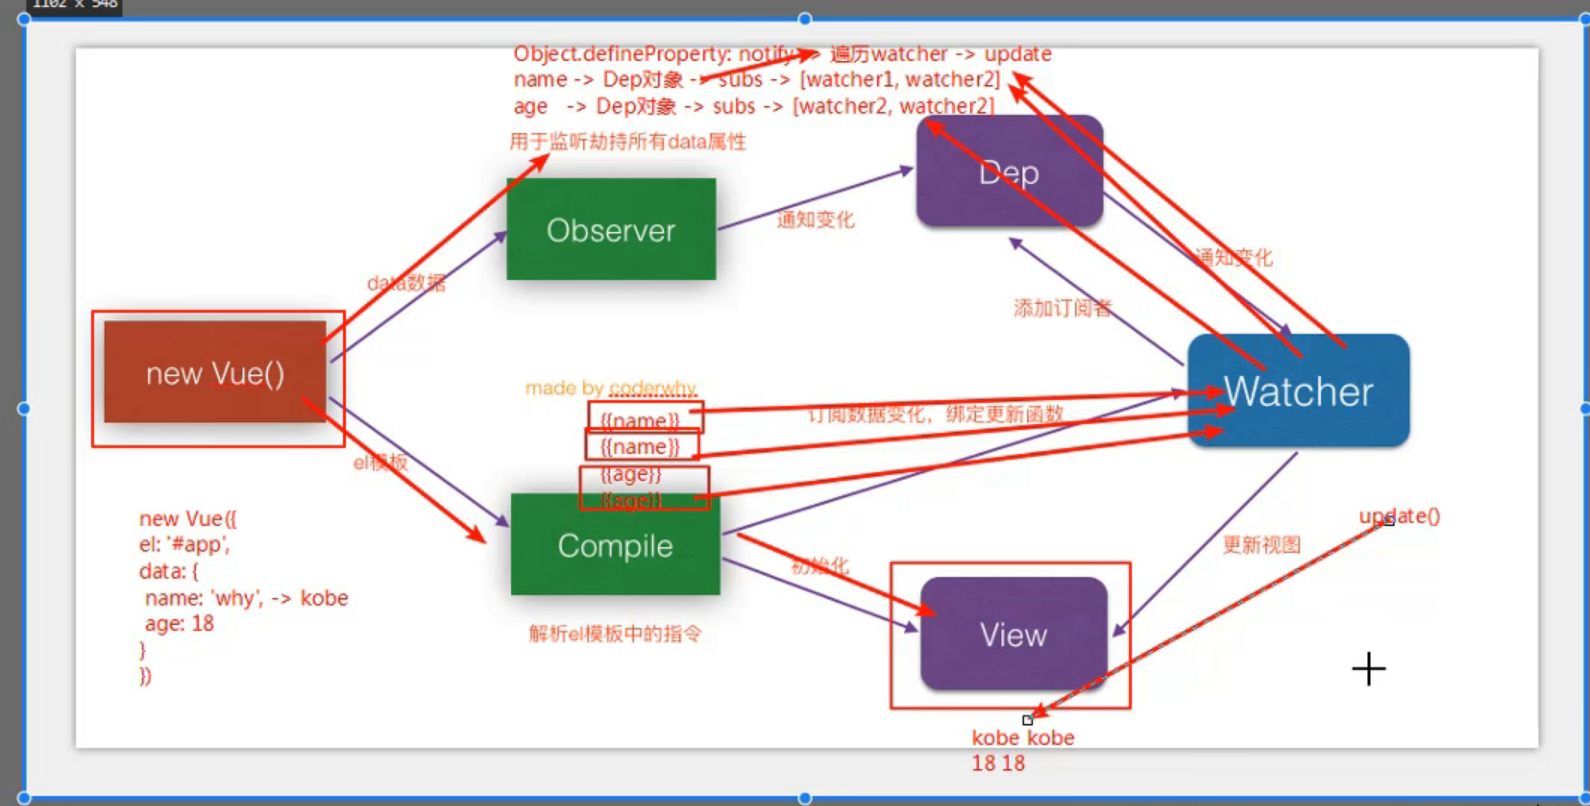 1102 x 548
Object.defineProperty: notify -> 遍历watcher -> update
name -> Dep对象 -> subs -> [watcher1, watcher2]
age -> Dep对象 -> subs -> [watcher2, watcher2]
用于监听劫持所有data属性
Dep
Observer
通知变化
通知变化
data数据
添加订阅者
new Vue()
made by coderwhy
Watcher
{{name}}
订阅数据变化，绑定更新函数
{{name}}
el模板
{{age}}
{{age}}
new Vue({
el: '#app',
data: {
name: 'why', -> kobe
age: 18
}
})
Compile
初始化
update()
更新视图
解析el模板中的指令
View
kobe kobe
18 18